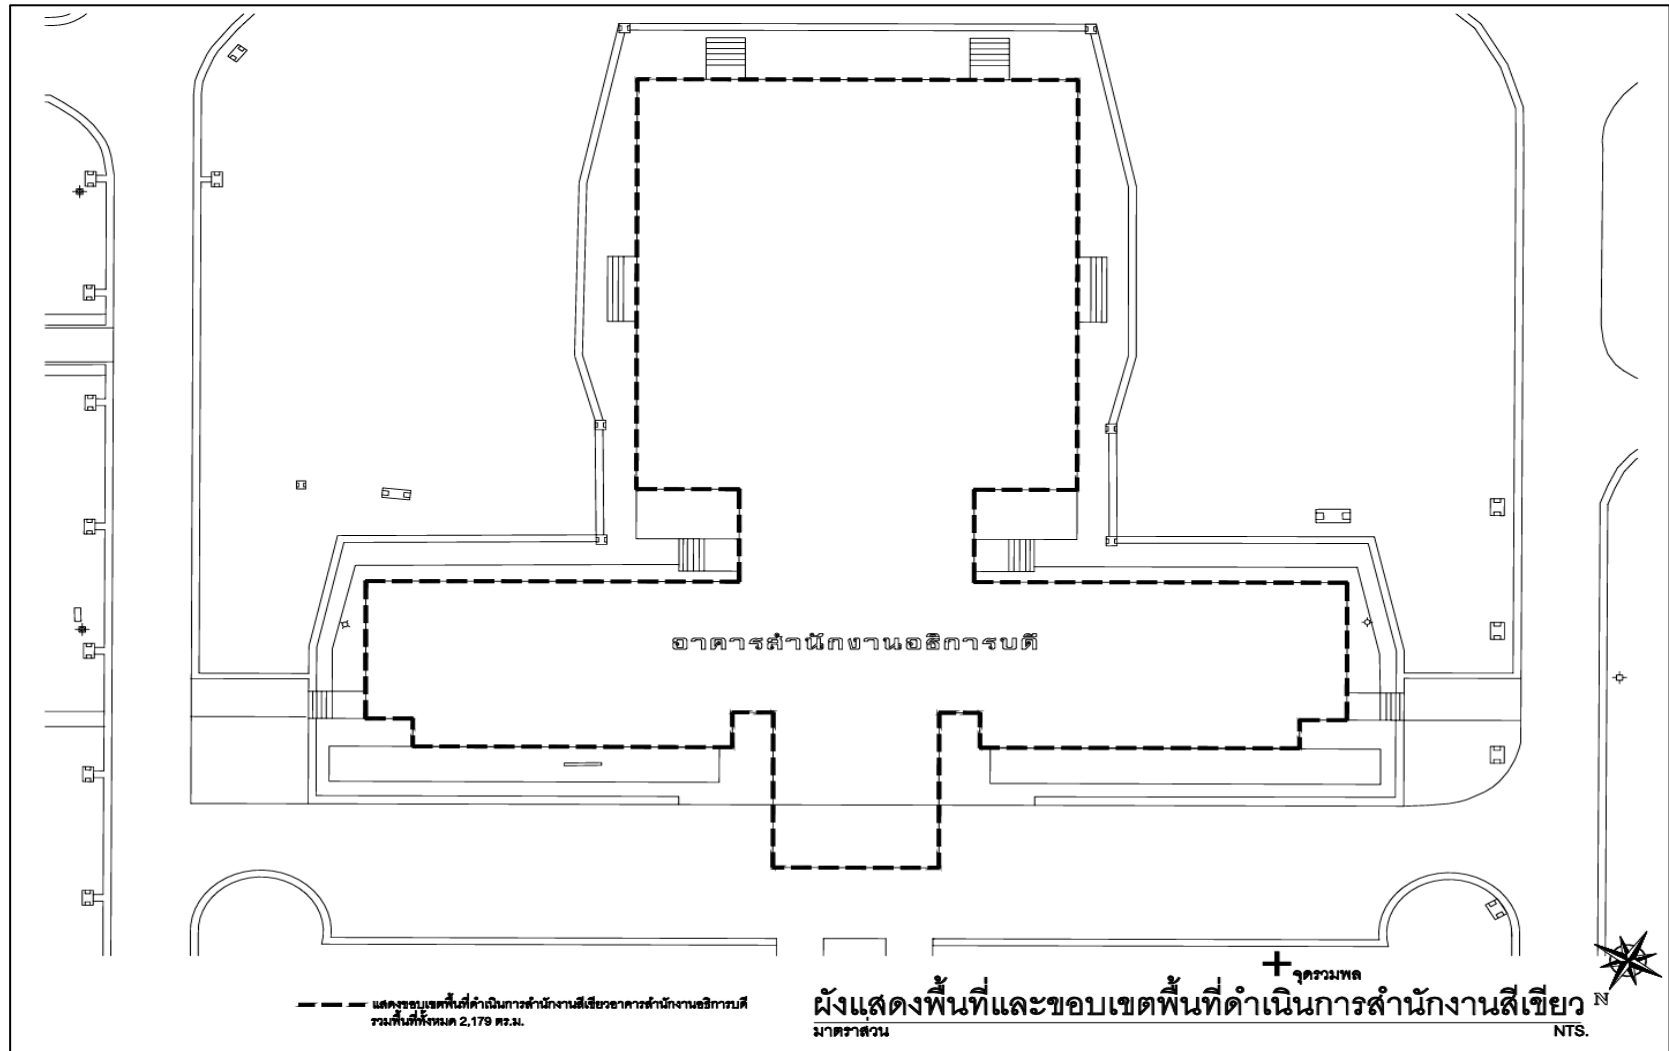 อาคารสำนักงานอธิการบดี
จุดรวมพล
แสดงขอบเขตพื้นที่ดำเนินการสำนักงานสีเขียวอาคารสำนักงานอธิการบดี
รวมพื้นที่ทั้งหมด 2,179 ตร.ม.
ผังแสดงพื้นที่และขอบเขตพื้นที่ดำเนินการสำนักงานสีเขียว
N
มาตราส่วน NTS.